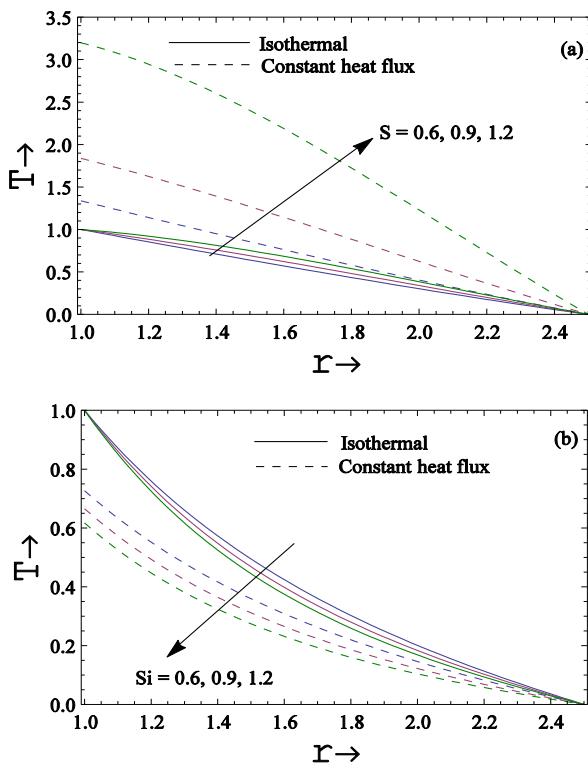 3.5
Isothermal
(a)
3.0
Constant heat flux
2.5
S = 0.6, 0.9, 1.2
T→
2.0
1.5
1.0
0.5
0.0
1.0 1.2 1.4 1.6 1.8 2.0 2.2 2.4
r→
1.0
Isothermal
(b)
Constant heat flux
0.8
0.6
T→
0.4
0.2
Si = 0.6, 0.9, 1.2
0.0
1.0 1.2 1.4 1.6 1.8 2.0 2.2 2.4
r→